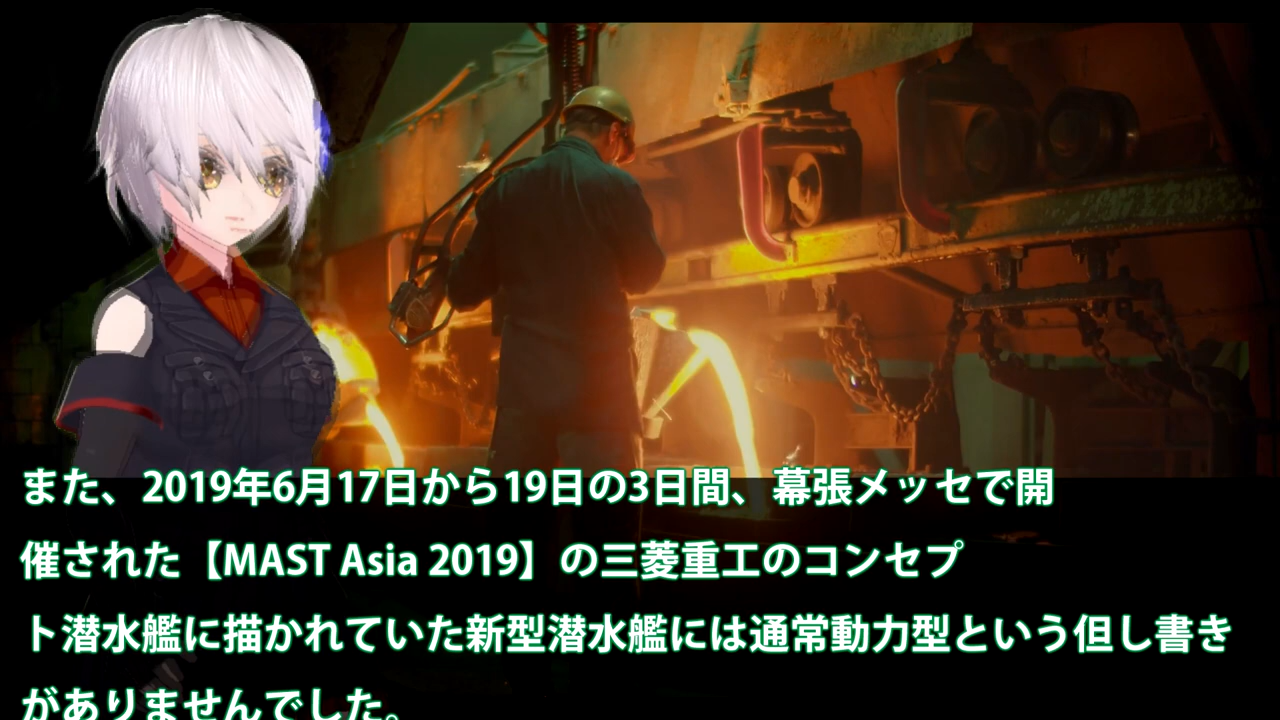 また、2019年6月17日から19日の3日間、幕張メッセで開
催された【MAST Asia 2019】の三菱重工のコンセプ
ト潜水艦に描かれていた新型潜水艦には通常動力型という但し書き
がありませんでした。